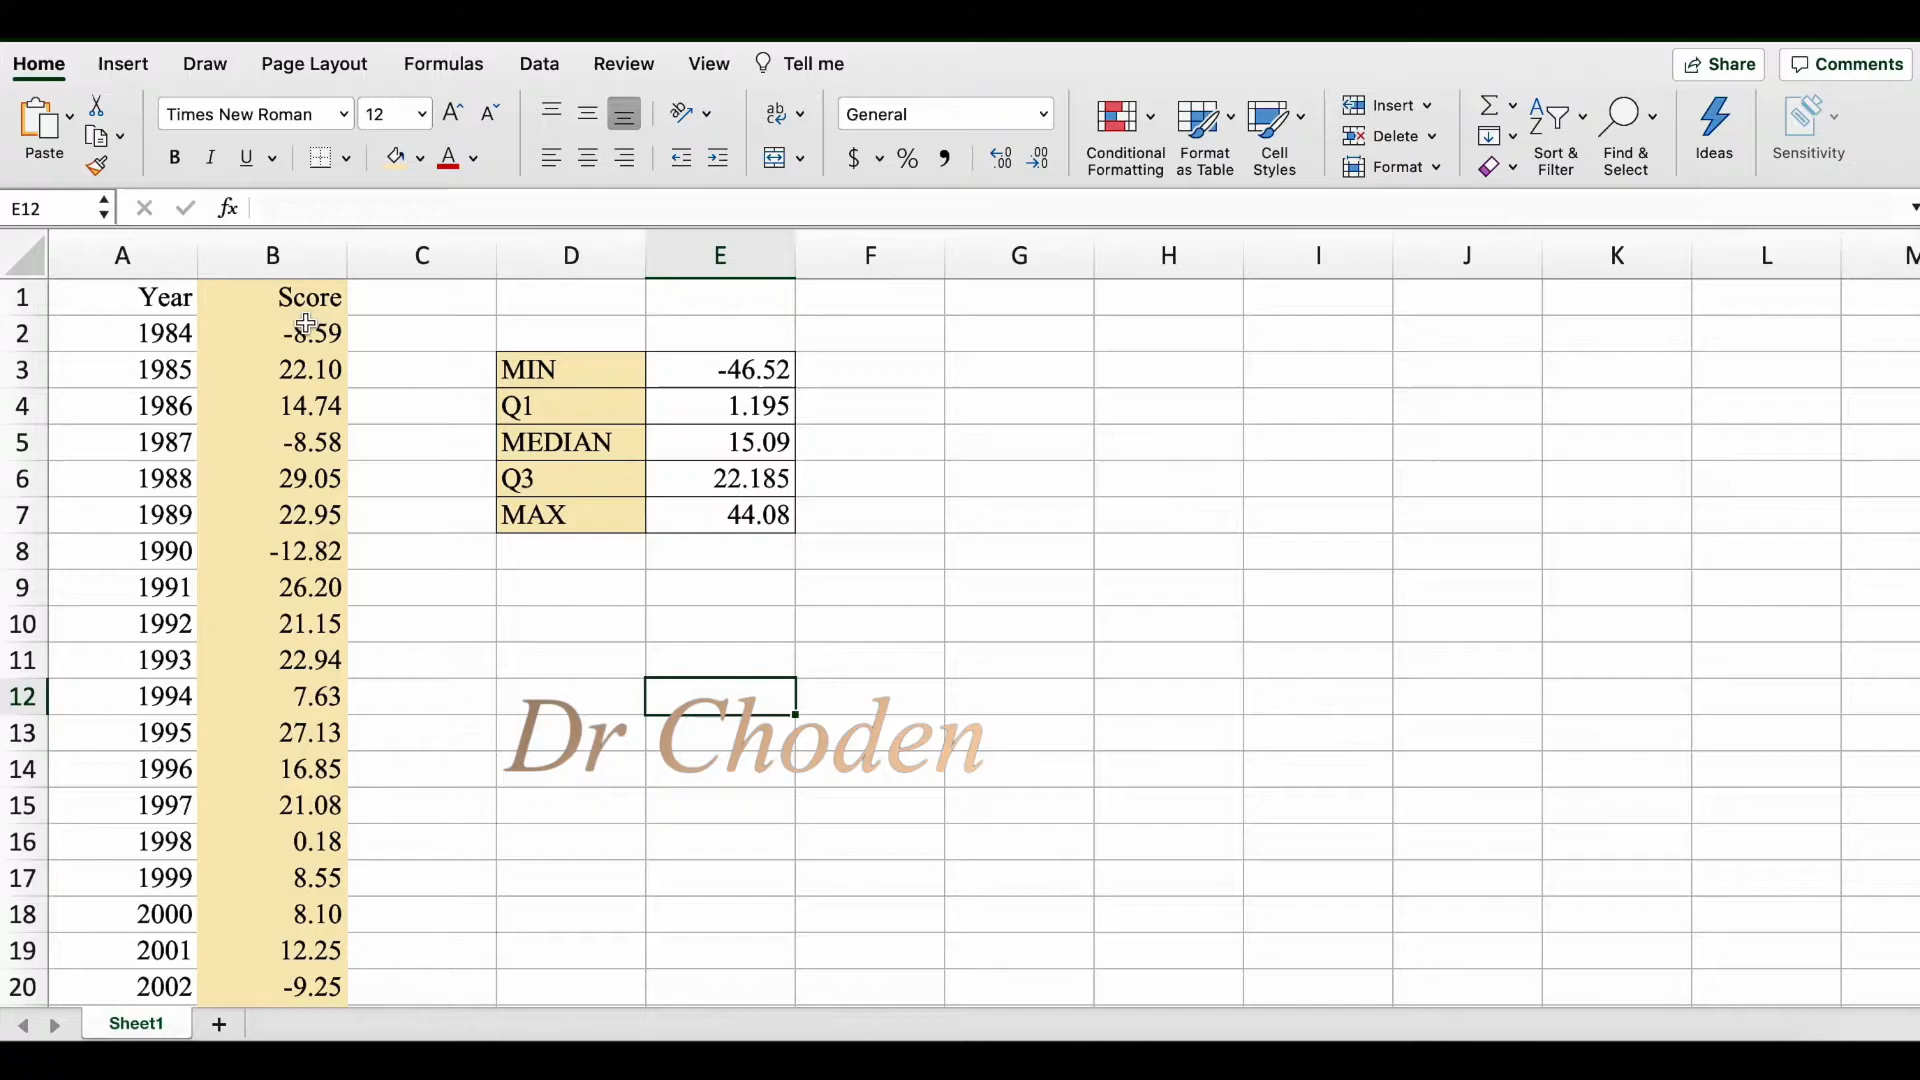 Home Insert Draw Page Layout Formulas Data Review View Tell me Share Comments
Paste Times New Roman 12 General Conditional Formatting Format as Table Cell Styles Insert Delete Format Sort & Filter Find & Select Ideas Sensitivity
E12 fx
A B C D E F G H I J K L M
1 Year Score
2 1984 -8.59
3 1985 22.10 MIN -46.52
4 1986 14.74 Q1 1.195
5 1987 -8.58 MEDIAN 15.09
6 1988 29.05 Q3 22.185
7 1989 22.95 MAX 44.08
8 1990 -12.82
9 1991 26.20
10 1992 21.15
11 1993 22.94
12 1994 7.63
13 1995 27.13
Dr Choden
14 1996 16.85
15 1997 21.08
16 1998 0.18
17 1999 8.55
18 2000 8.10
19 2001 12.25
20 2002 -9.25
Sheet1